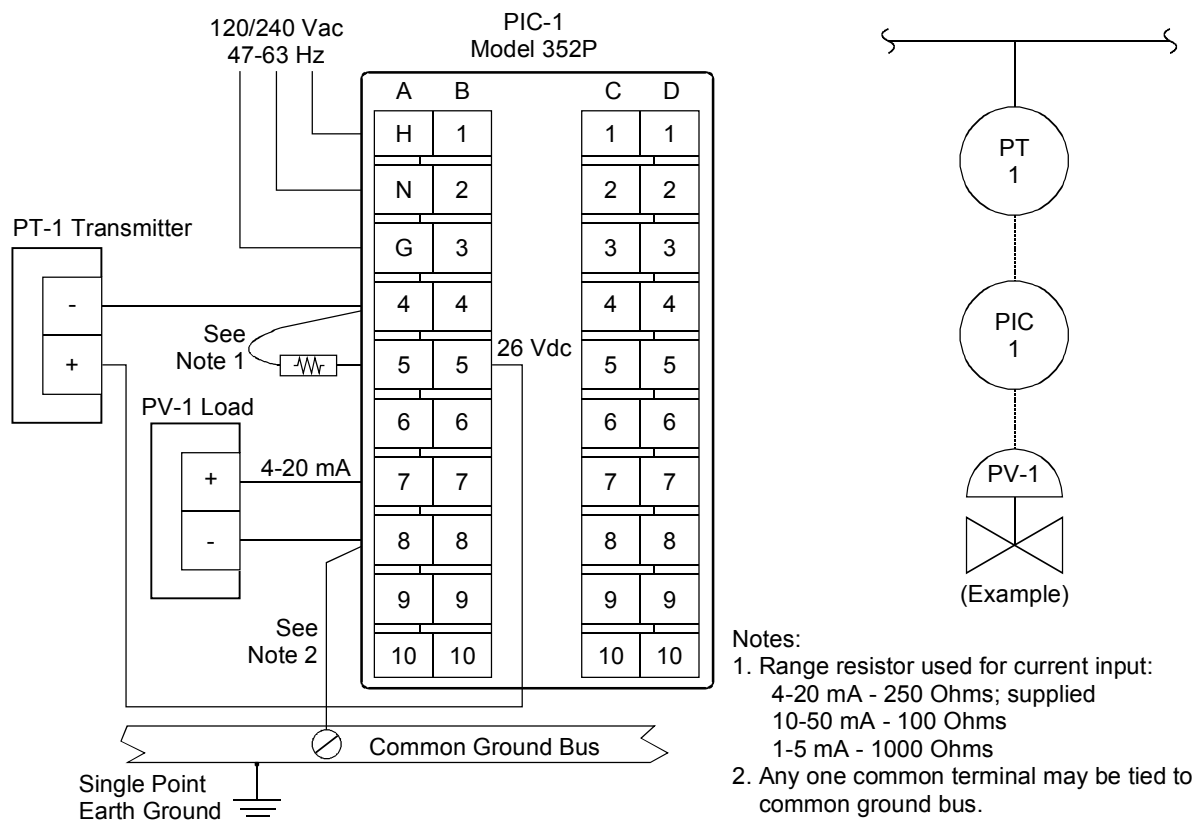 120/240 Vac
47-63 Hz
PIC-1
Model 352P
A B C D
H 1 1 1
N 2 2 2
G 3 3 3
4 4 4 4
5 5 5 5
6 6 6 6
7 7 7 7
8 8 8 8
9 9 9 9
10 10 10 10
PT-1 Transmitter
-
+
See
Note 1
26 Vdc
PV-1 Load
+
-
4-20 mA
See
Note 2
Common Ground Bus
Single Point
Earth Ground
PT
1
PIC
1
PV-1
(Example)
Notes:
1. Range resistor used for current input:
4-20 mA - 250 Ohms; supplied
10-50 mA - 100 Ohms
1-5 mA - 1000 Ohms
2. Any one common terminal may be tied to
common ground bus.